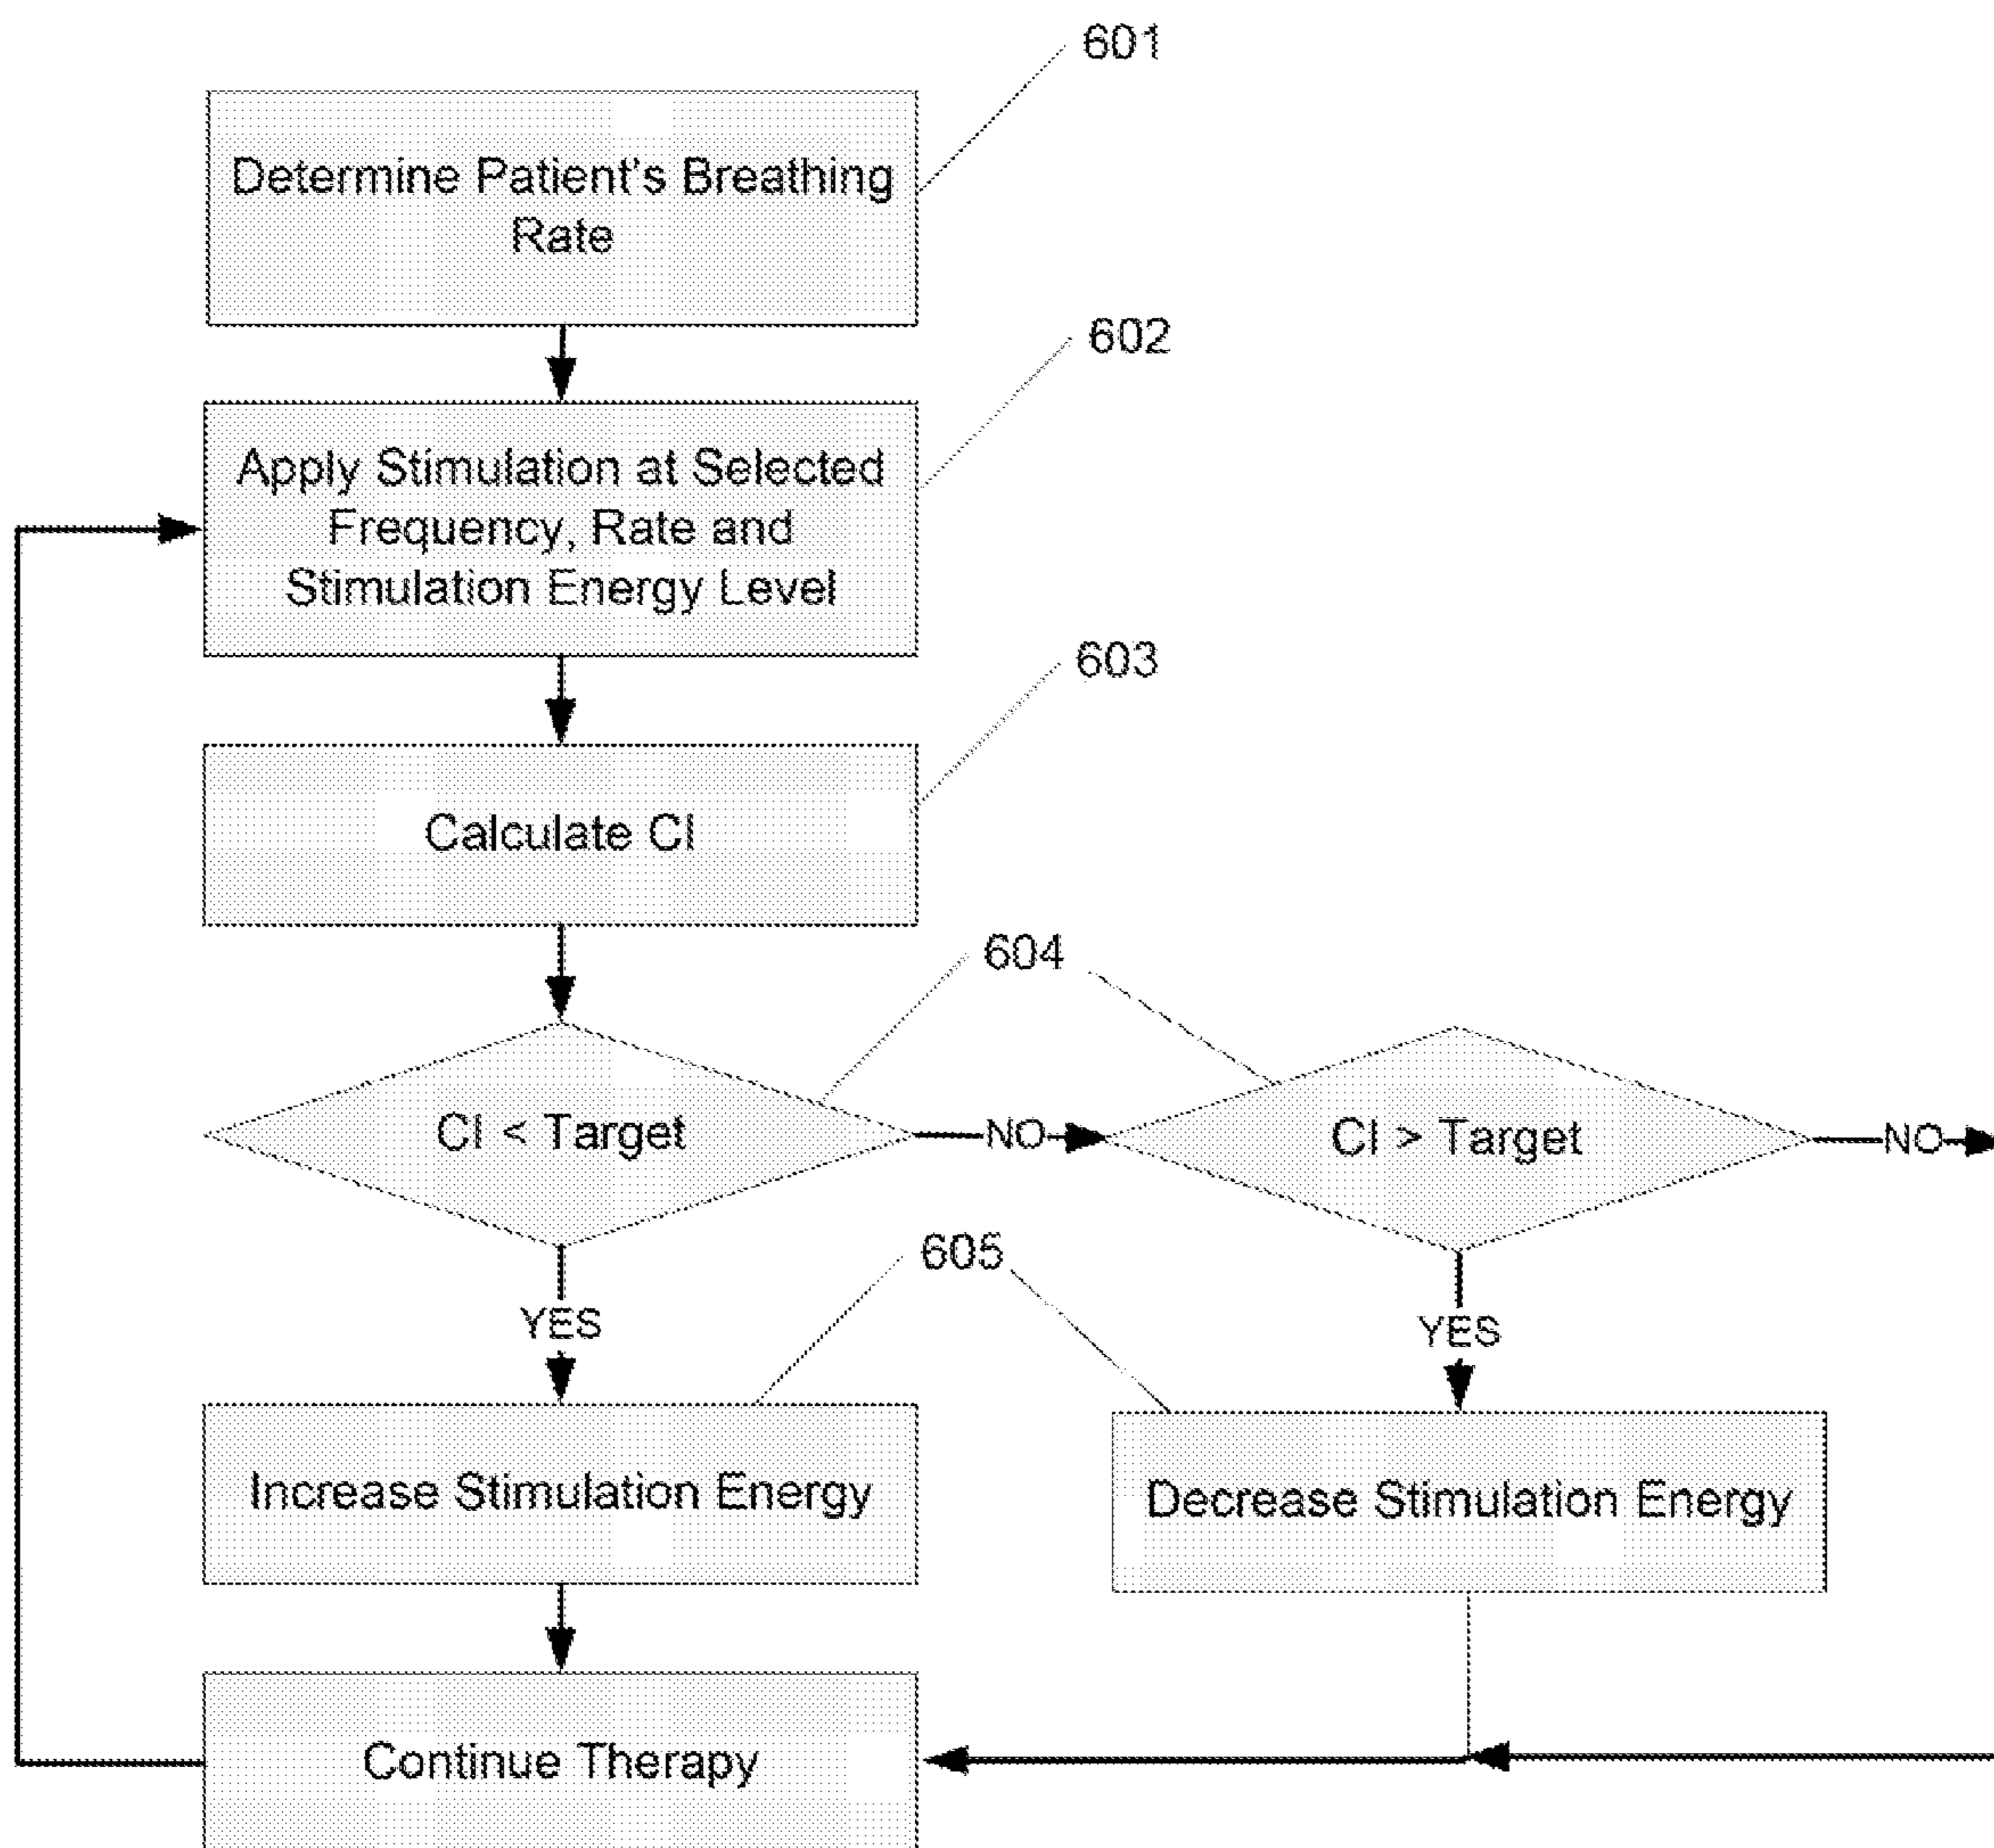 601
Determine Patient's Breathing
Rate
602
Apply Stimulation at Selected
Frequency, Rate and
Stimulation Energy Level
603
Calculate CI
604
CI < Target
NO
CI > Target
NO
605
YES
YES
Increase Stimulation Energy
Decrease Stimulation Energy
Continue Therapy